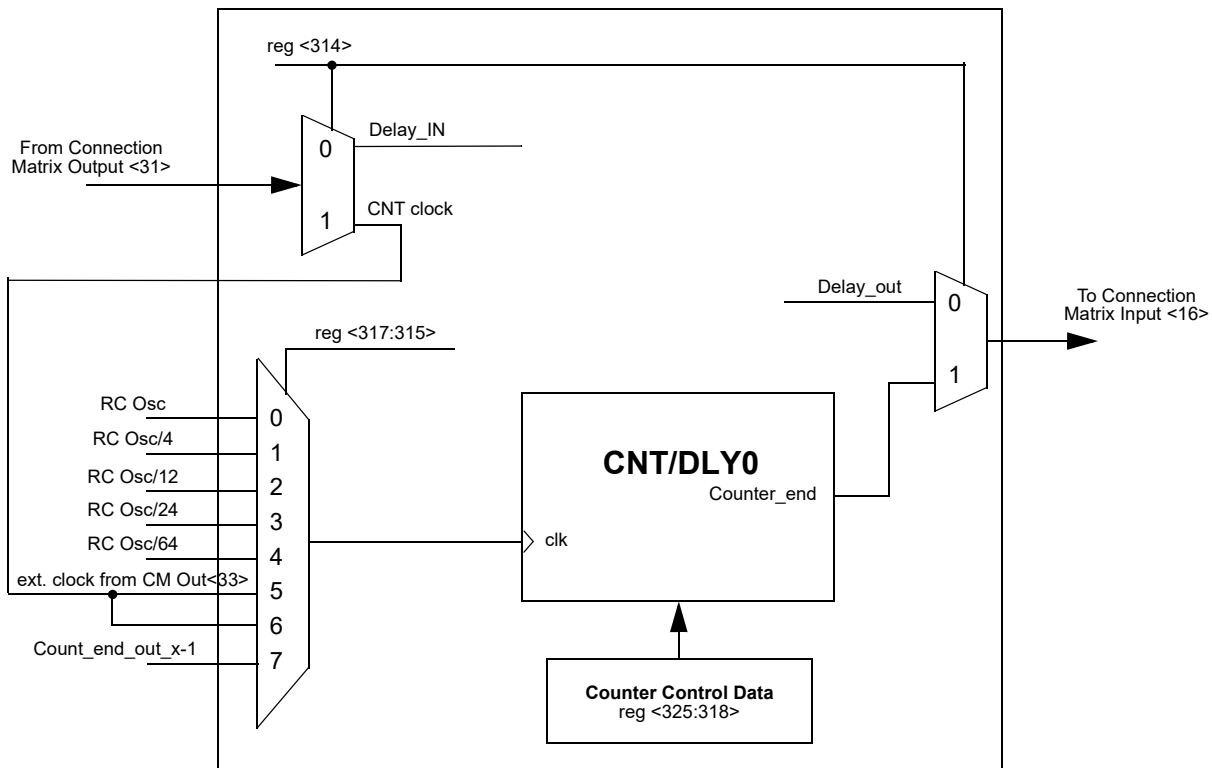 reg <314>
Delay_IN
From Connection
Matrix Output <31>
0
1
CNT clock
Delay_out
0
1
To Connection
Matrix Input <16>
reg <317:315>
RC Osc
RC Osc/4
RC Osc/12
RC Osc/24
RC Osc/64
ext. clock from CM Out<33>
Count_end_out_x-1
0
1
2
3
4
5
6
7
CNT/DLY0
Counter_end
clk
Counter Control Data
reg <325:318>